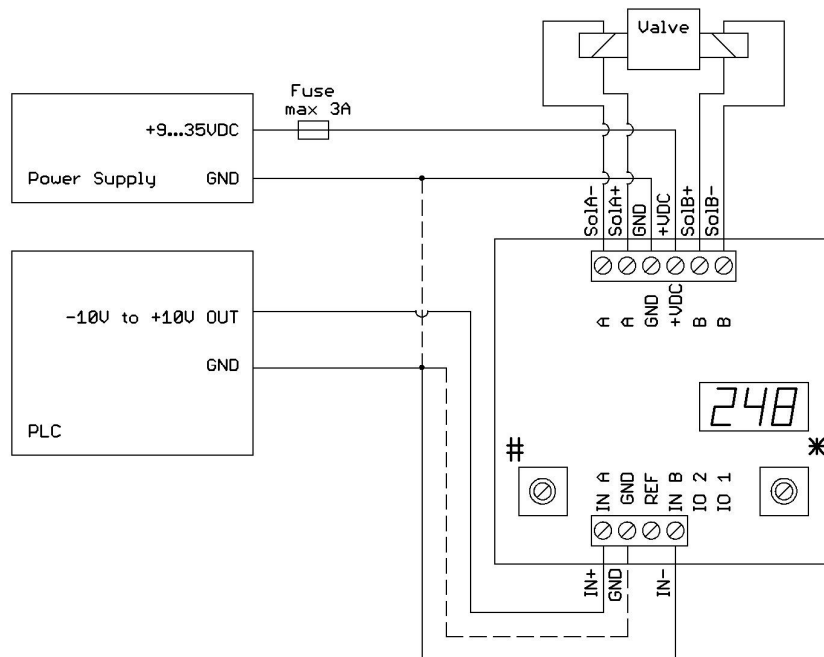 Valve
Fuse
max 3A
+9...35VDC
Power Supply GND
SolA-
SolA+
GND
+VDC
SolB+
SolB-
A
A
GND
+VDC
B
B
-10V to +10V OUT
GND
PLC
248
#
*
IN A
GND
REF
IN B
IO 2
IO 1
IN+
GND
IN-